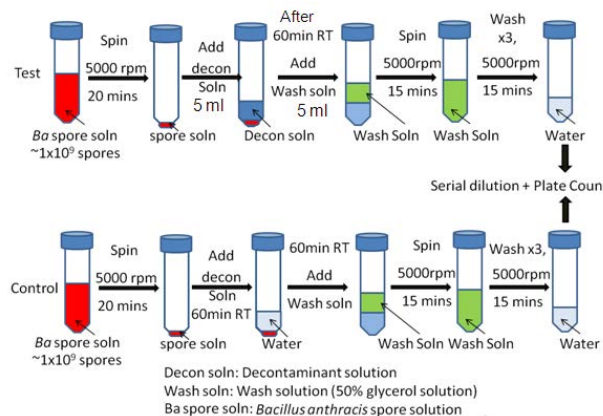 Test
Spin
5000 rpm
20 mins
Add
decon
Soln
5 ml
After
60min RT
Add
Wash soln
5 ml
Spin
5000rpm
15 mins
Wash
x3,
5000rpm
15 mins
Ba spore soln
~1x10⁹ spores
spore soln
Decon soln
Wash Soln
Wash Soln
Water
Serial dilution + Plate Coun
Control
Spin
5000 rpm
20 mins
Add
decon
Soln
60min RT
60min RT
Add
Wash soln
Spin
5000rpm
15 mins
Wash x3,
5000rpm
15 mins
Ba spore soln
~1x10⁹ spores
spore soln
Water
Wash Soln
Wash Soln
Water
Decon soln: Decontaminant solution
Wash soln: Wash solution (50% glycerol solution)
Ba spore soln: Bacillus anthracis spore solution